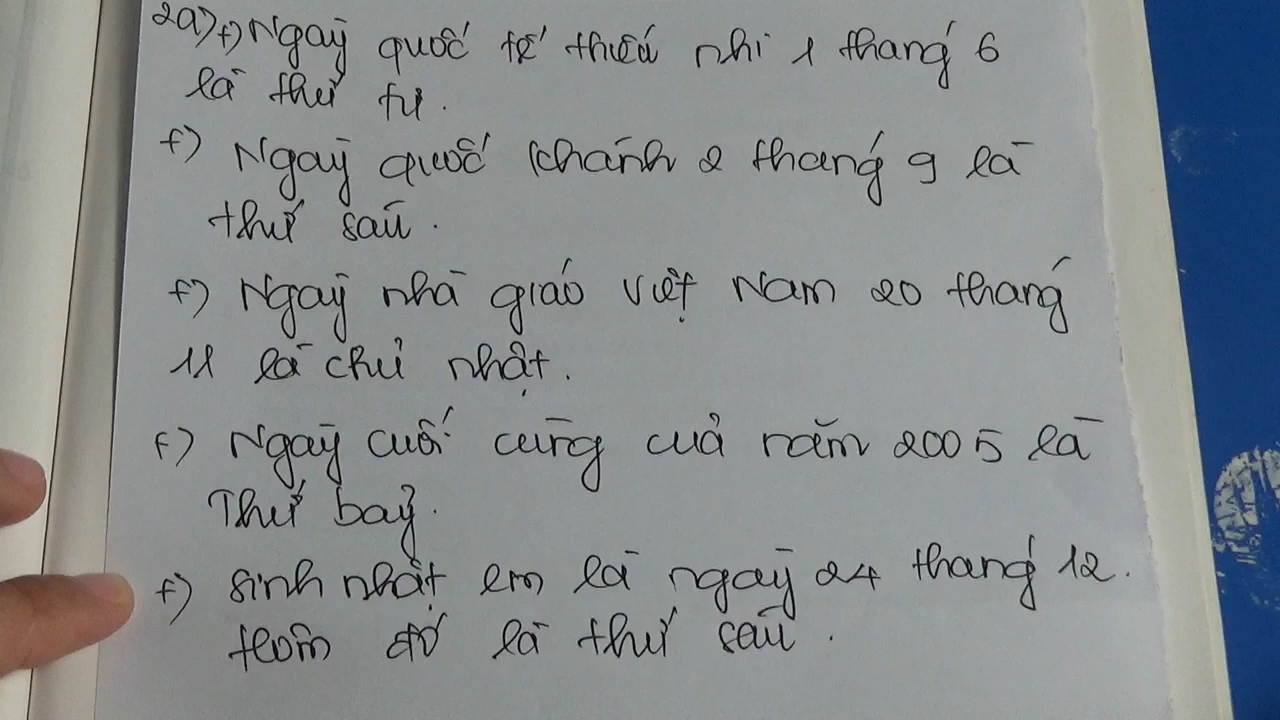 2a) +) Ngày quốc tế thiếu nhi 1 tháng 6
là thứ tư.
+) Ngày quốc khánh 2 tháng 9 là
thứ sáu.
+) Ngày nhà giáo Việt Nam 20 tháng
11 là chủ nhật.
+) Ngày cuối cùng của năm 2005 là
Thứ bảy.
+) sinh nhật em là ngày 24 tháng 12.
hôm đó là thứ sáu.